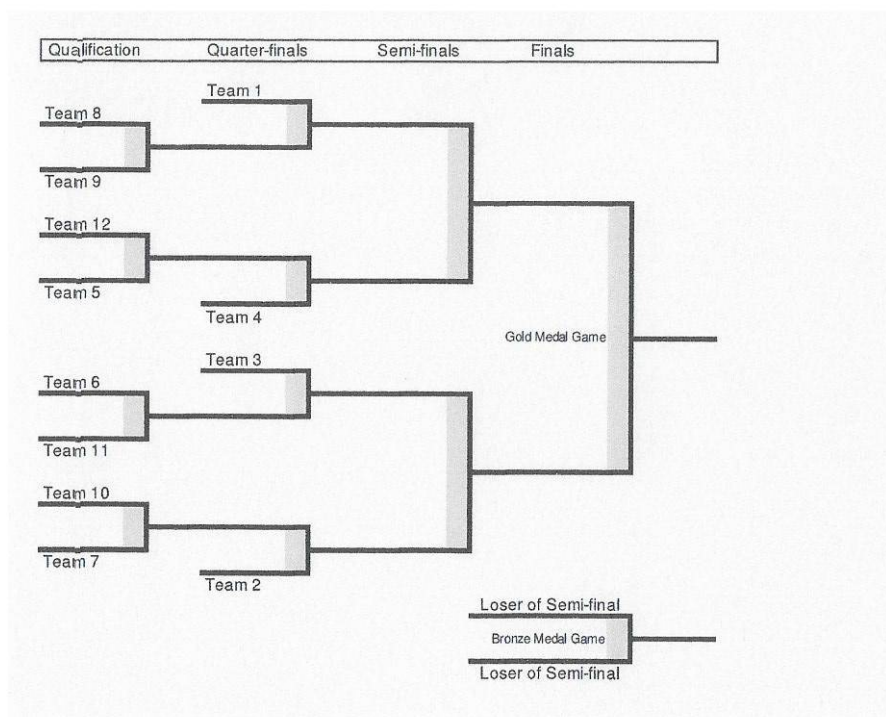 Qualification Quarter-finals Semi-finals Finals
Team 1
Team 8
Team 9
Team 12
Team 5
Team 4
Gold Medal Game
Team 3
Team 6
Team 11
Team 10
Team 7
Team 2
Loser of Semi-final
Bronze Medal Game
Loser of Semi-final